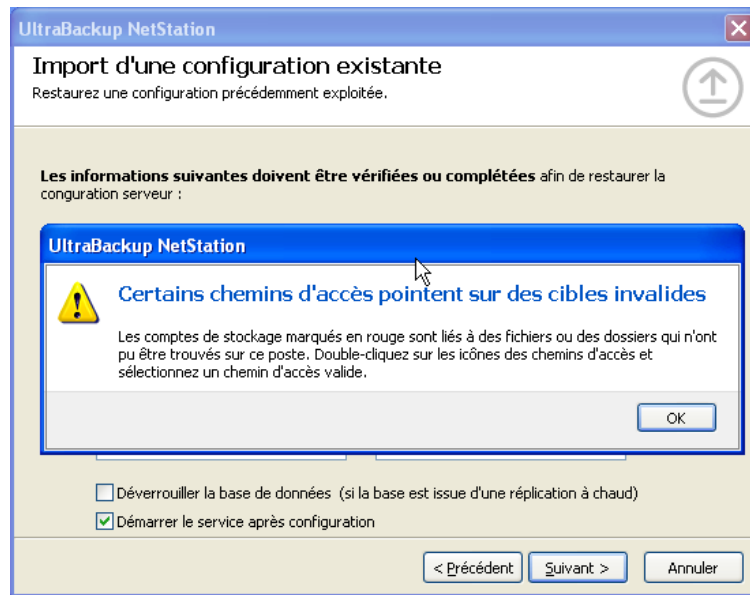 UltraBackup NetStation
Import d'une configuration existante
Restaurez une configuration précédemment exploitée.
Les informations suivantes doivent être vérifiées ou complétées afin de restaurer la
conguration serveur :
UltraBackup NetStation
Certains chemins d'accès pointent sur des cibles invalides
Les comptes de stockage marqués en rouge sont liés à des fichiers ou des dossiers qui n'ont
pu être trouvés sur ce poste. Double-cliquez sur les icônes des chemins d'accès et
sélectionnez un chemin d'accès valide.
OK
Déverrouiller la base de données (si la base est issue d'une réplication à chaud)
Démarrer le service après configuration
< Précédent
Suivant >
Annuler